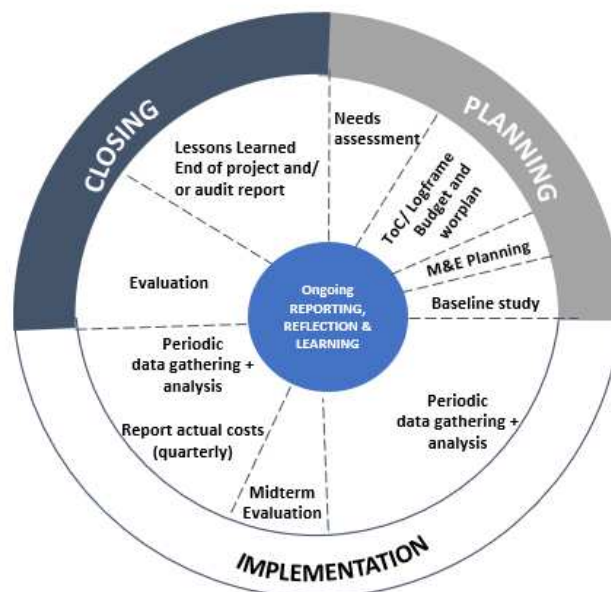 CLOSING
PLANNING
IMPLEMENTATION
Needs
assessment
ToC/ Logframe
Budget and
worplan
M&E Planning
Baseline study
Periodic
data gathering +
analysis
Midterm
Evaluation
Periodic
data gathering +
analysis
Report actual costs
(quarterly)
Evaluation
Lessons Learned
End of project and/
or audit report
Ongoing
REPORTING,
REFLECTION &
LEARNING